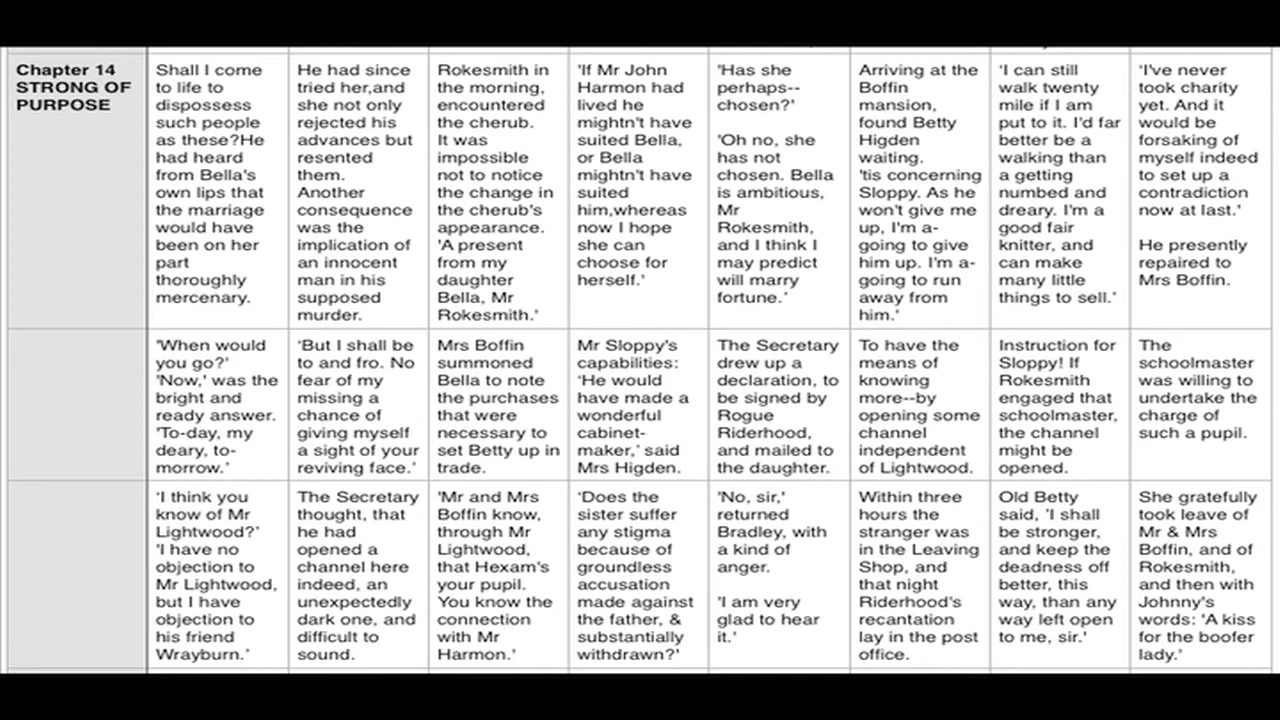 Chapter 14
STRONG OF
PURPOSE
Shall I come
to life to
dispossess
such people
as these?He
had heard
from Bella's
own lips that
the marriage
would have
been on her
part
thoroughly
mercenary.
He had since
tried her,and
she not only
rejected his
advances but
resented
them.
Another
consequence
was the
implication of
an innocent
man in his
supposed
murder.
Rokesmith in
the morning,
encountered
the cherub.
It was
impossible
not to notice
the change in
the cherub's
appearance.
'A present
from my
daughter
Bella, Mr
Rokesmith.'
'If Mr John
Harmon had
lived he
mightn't have
suited Bella,
or Bella
mightn't have
suited
him,whereas
now I hope
she can
choose for
herself.'
'Has she
perhaps--
chosen?'
'Oh no, she
has not
chosen. Bella
is ambitious,
Mr
Rokesmith,
and I think I
may predict
will marry
fortune.'
Arriving at the
Boffin
mansion,
found Betty
Higden
waiting.
'tis concerning
Sloppy. As he
won't give me
up, I'm a-
going to give
him up. I'm a-
going to run
away from
him.'
'I can still
walk twenty
mile if I am
put to it. I'd far
better be a
walking than
a getting
numbed and
dreary. I'm a
good fair
knitter, and
can make
many little
things to sell.'
'I've never
took charity
yet. And it
would be
forsaking of
myself indeed
to set up a
contradiction
now at last.'
He presently
repaired to
Mrs Boffin.
'When would
you go?'
'Now,' was the
bright and
ready answer.
'To-day, my
deary, to-
morrow.'
'But I shall be
to and fro. No
fear of my
missing a
chance of
giving myself
a sight of your
reviving face.'
Mrs Boffin
summoned
Bella to note
the purchases
that were
necessary to
set Betty up in
trade.
Mr Sloppy's
capabilities:
'He would
have made a
wonderful
cabinet-
maker,' said
Mrs Higden.
The Secretary
drew up a
declaration, to
be signed by
Rogue
Riderhood,
and mailed to
the daughter.
To have the
means of
knowing
more--by
opening some
channel
independent
of Lightwood.
Instruction for
Sloppy! If
Rokesmith
engaged that
schoolmaster,
the channel
might be
opened.
The
schoolmaster
was willing to
undertake the
charge of
such a pupil.
'I think you
know of Mr
Lightwood?'
'I have no
objection to
Mr Lightwood,
but I have
objection to
his friend
Wrayburn.'
The Secretary
thought, that
he had
opened a
channel here
indeed, an
unexpectedly
dark one, and
difficult to
sound.
'Mr and Mrs
Boffin know,
through Mr
Lightwood,
that Hexam's
your pupil.
You know the
connection
with Mr
Harmon.'
'Does the
sister suffer
any stigma
because of
groundless
accusation
made against
the father, &
substantially
withdrawn?'
'No, sir,'
returned
Bradley, with
a kind of
anger.
'I am very
glad to hear
it.'
Within three
hours the
stranger was
in the Leaving
Shop, and
that night
Riderhood's
recantation
lay in the post
office.
Old Betty
said, 'I shall
be stronger,
and keep the
deadness off
better, this
way, than any
way left open
to me, sir.'
She gratefully
took leave of
Mr & Mrs
Boffin, and of
Rokesmith,
and then with
Johnny's
words: 'A kiss
for the boofer
lady.'